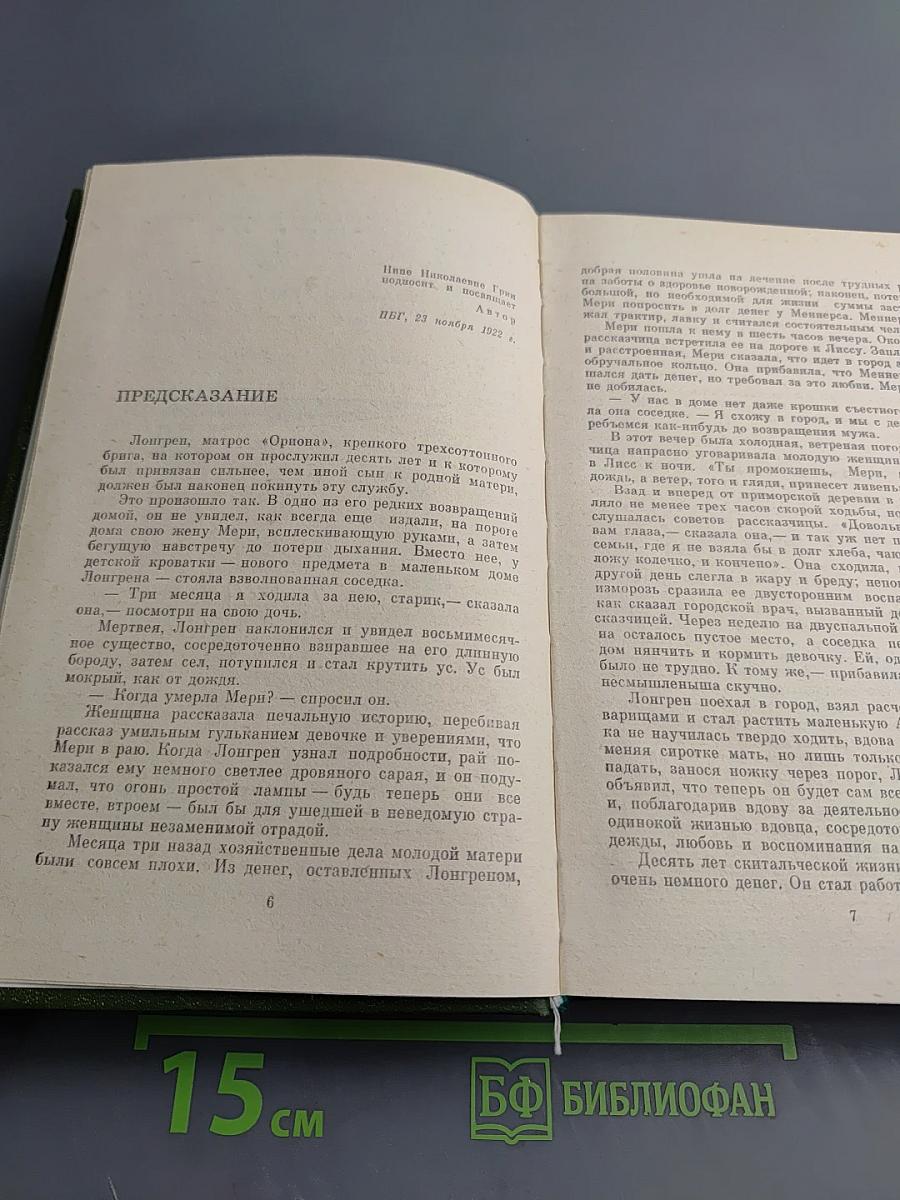 Нине Николаевне Грин
подносит и посвящает
Автор
ПБГ, 23 ноября 1922 г.
ПРЕДСКАЗАНИЕ
Лонгрен, матрос «Ориона», крепкого трехсоттонного
брига, на котором он прослужил десять лет и к которому
был привязан сильнее, чем иной сын к родной матери,
должен был наконец покинуть эту службу.
Это произошло так. В одно из его редких возвращений
домой, он не увидел, как всегда еще издали, на пороге
дома свою жену Мери, всплескивающую руками, а затем
бегущую навстречу до потери дыхания. Вместо нее, у
детской кроватки — нового предмета в маленьком доме
Лонгрена — стояла взволнованная соседка.
— Три месяца я ходила за нею, старик,— сказала
она,— посмотри на свою дочь.
Мертвея, Лонгрен наклонился и увидел восьмимесяч-
ное существо, сосредоточенно взиравшее на его длинную
бороду, затем сел, потупился и стал крутить ус. Ус был
мокрый, как от дождя.
— Когда умерла Мери? — спросил он.
Женщина рассказала печальную историю, перебивая
рассказ умильным гульканием девочке и уверениями, что
Мери в раю. Когда Лонгрен узнал подробности, рай по-
казался ему немного светлее дровяного сарая, и он поду-
мал, что огонь простой лампы — будь теперь они все
вместе, втроем — был бы для ушедшей в неведомую стра-
ну женщины незаменимой отрадой.
Месяца три назад хозяйственные дела молодой матери
были совсем плохи. Из денег, оставленных Лонгреном,
6
добрая половина ушла на лечение после трудных
на заботы о здоровье новорожденной; наконец,
большой, но необходимой для жизни суммы
Мери попросить в долг денег у Меннерса.
жал трактир, лавку и считался состоятельным
Мери пошла к нему в шесть часов вечера.
рассказчица встретила ее на дороге к Лиссу.
и расстроенная, Мери сказала, что идет в город
обручальное кольцо. Она прибавила, что
шался дать денег, но требовал за это любви.
не добилась.
— У нас в доме нет даже крошки
ла она соседке. — Я схожу в город, и мы с
ребъемся как-нибудь до возвращения мужа.
В этот вечер была холодная, ветреная
чица напрасно уговаривала молодую
в Лисс к ночи. «Ты промокнешь, Мери,
дождь, а ветер, того и гляди, принесет
Взад и вперед от приморской деревни в
ляло не менее трех часов скорой ходьбы,
слушалась советов рассказчицы.
вам глаза,— сказала она,— и так уж нет
семьи, где я не взяла бы в долг хлеба,
ложу колечко, и кончено». Она сходила,
другой день слегла в жару и бреду;
изморозь сразила ее двусторонним
как сказал городской врач, вызванный
сказчицей. Через неделю на двуспальной
на осталось пустое место, а соседка
дом нянчить и кормить девочку. Ей,
было не трудно. К тому же,— прибавила
несмышленыша скучно.
Лонгрен поехал в город, взял
варищами и стал растить маленькую
ка не научилась твердо ходить, вдова
меняя сиротке мать, но лишь только
падать, занося ножку через порог,
объявил, что теперь он будет сам
и, поблагодарив вдову за
одинокой жизнью вдовца,
дежды, любовь и воспоминания на
Десять лет скитальческой жизни
очень немного денег. Он стал
7
15 см
БФ БИБЛИОФАН